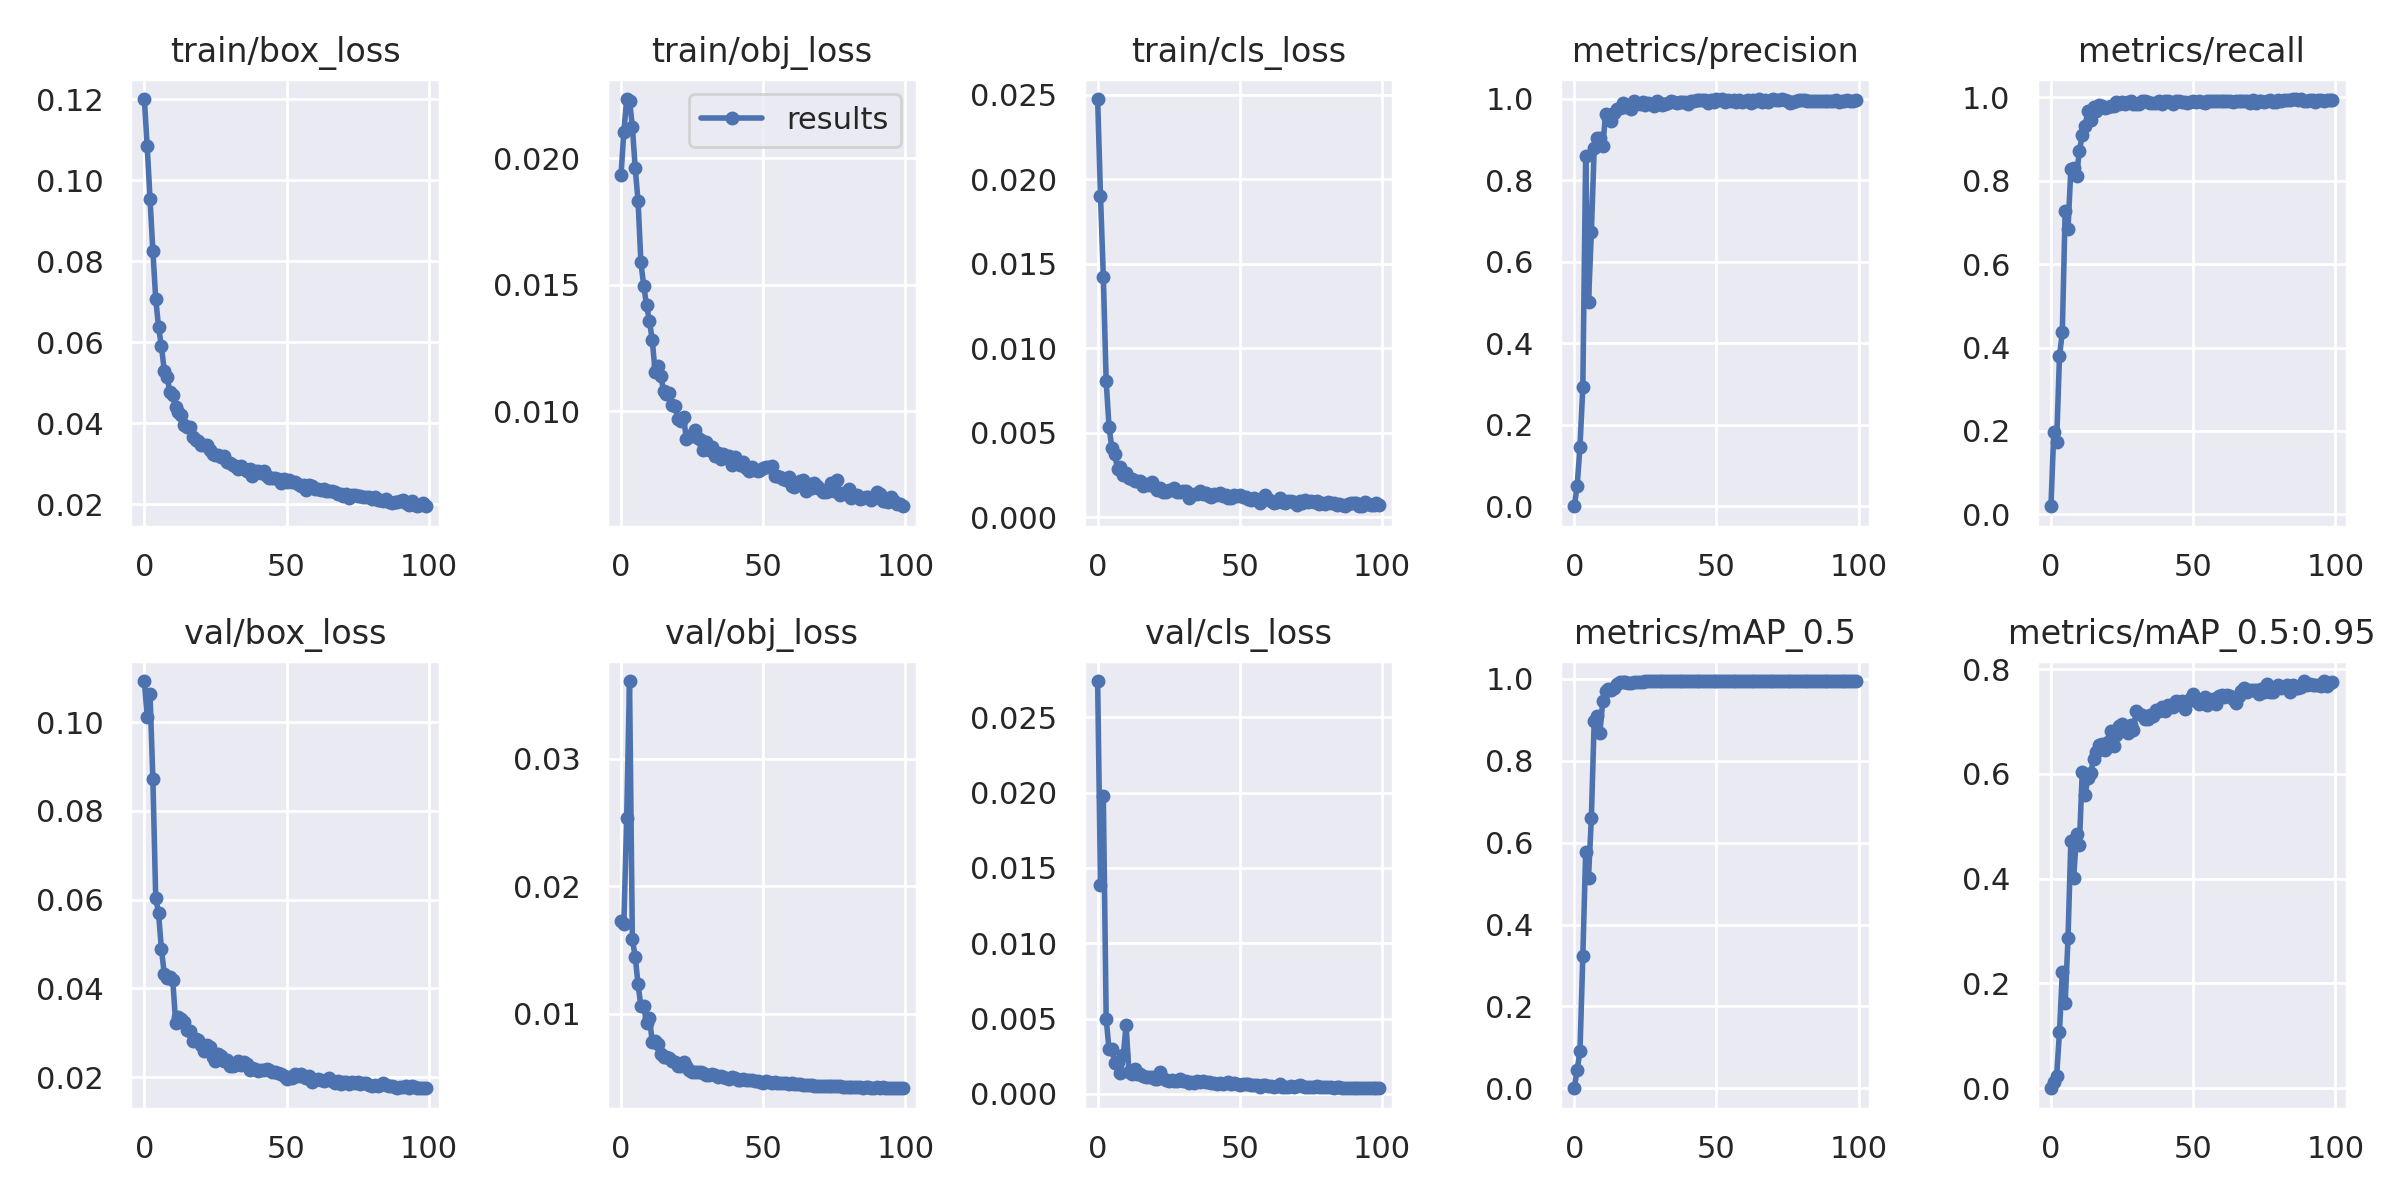 train/box_loss
0.12
0.10
0.08
0.06
0.04
0.02
0 50 100
train/obj_loss
results
0.020
0.015
0.010
0 50 100
train/cls_loss
0.025
0.020
0.015
0.010
0.005
0.000
0 50 100
metrics/precision
1.0
0.8
0.6
0.4
0.2
0.0
0 50 100
metrics/recall
1.0
0.8
0.6
0.4
0.2
0.0
0 50 100
val/box_loss
0.10
0.08
0.06
0.04
0.02
0 50 100
val/obj_loss
0.03
0.02
0.01
0 50 100
val/cls_loss
0.025
0.020
0.015
0.010
0.005
0.000
0 50 100
metrics/mAP_0.5
1.0
0.8
0.6
0.4
0.2
0.0
0 50 100
metrics/mAP_0.5:0.95
0.8
0.6
0.4
0.2
0.0
0 50 100